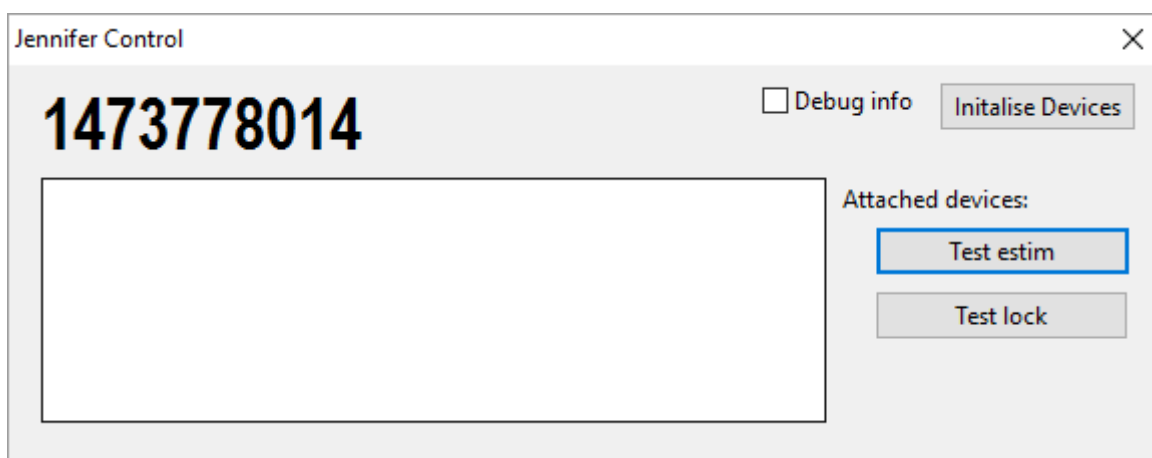 Jennifer Control
1473778014
Debug info
Initalise Devices
Attached devices:
Test estim
Test lock